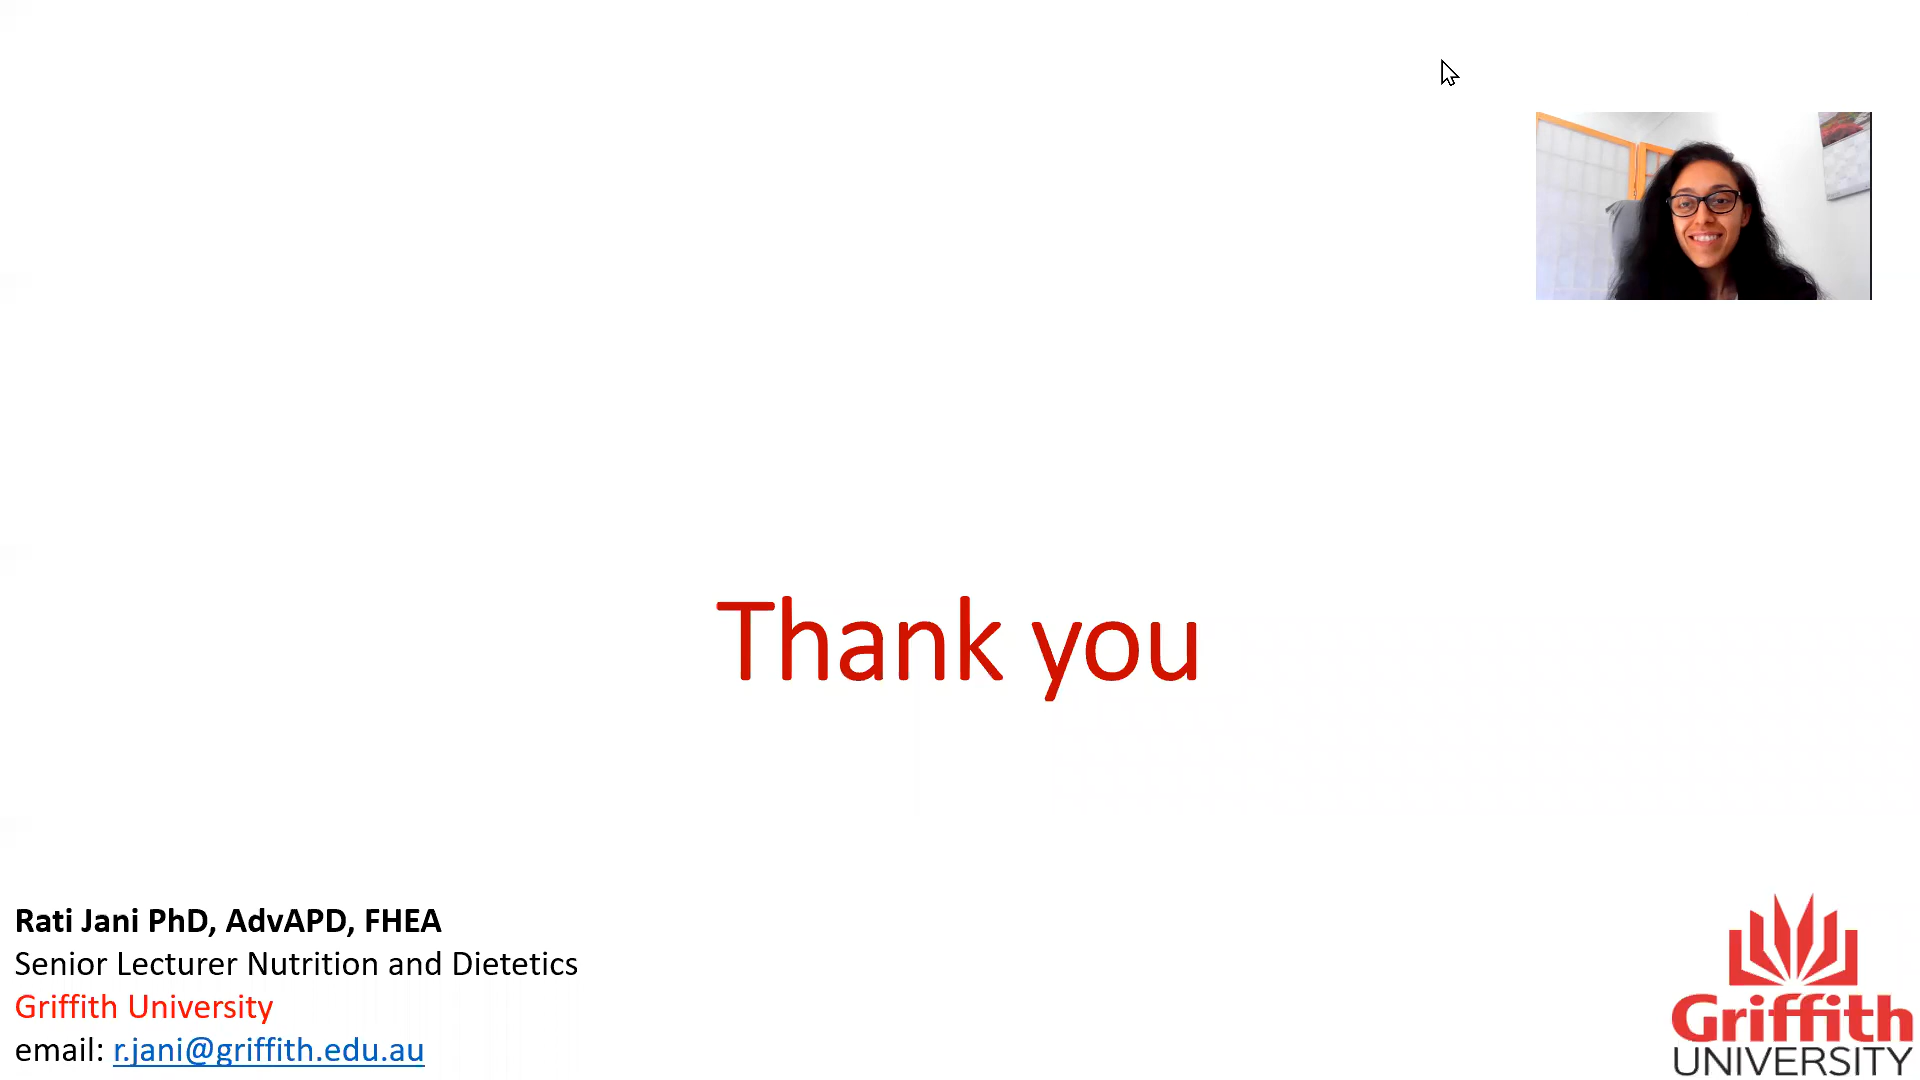 Thank you
Rati Jani PhD, AdvAPD, FHEA
Senior Lecturer Nutrition and Dietetics
Griffith University
email: r.jani@griffith.edu.au
Griffith
UNIVERSITY